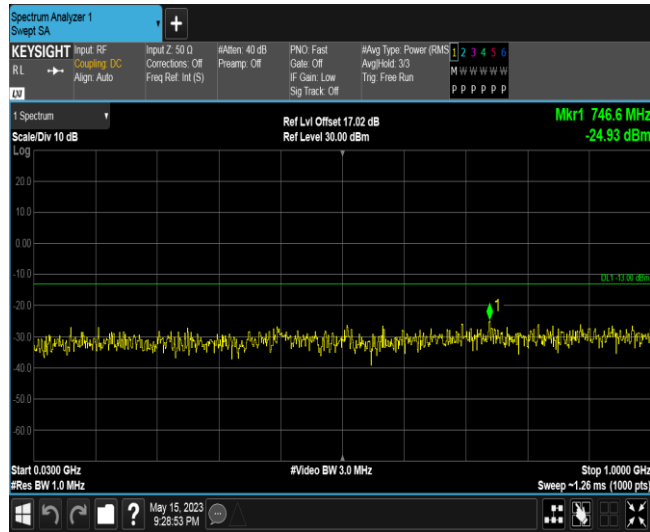 Spectrum Analyzer 1
Swept SA
+
KEYSIGHT Input: RF Input Z: 50 Ω #Atten: 40 dB PNO: Fast #Avg Type: Power (RMS 1 2 3 4 5 6
RL Coupling: DC Corrections: Off Preamp: Off Gate: Off Avg|Hold: 3/3 M W W W W W
Align: Auto Freq Ref: Int (S) IF Gain: Low Trig: Free Run
Sig Track: Off P P P P P P
LXI
1 Spectrum Ref Lvl Offset 17.02 dB Mkr1 746.6 MHz
Scale/Div 10 dB Ref Level 30.00 dBm -24.93 dBm
Log
20.0
10.0
0.00
-10.0
DL1 -13.00 dBm
-20.0
1
-30.0
-40.0
-50.0
-60.0
Start 0.0300 GHz #Video BW 3.0 MHz Stop 1.0000 GHz
#Res BW 1.0 MHz Sweep ~1.26 ms (1000 pts)
? May 15, 2023
9:28:53 PM